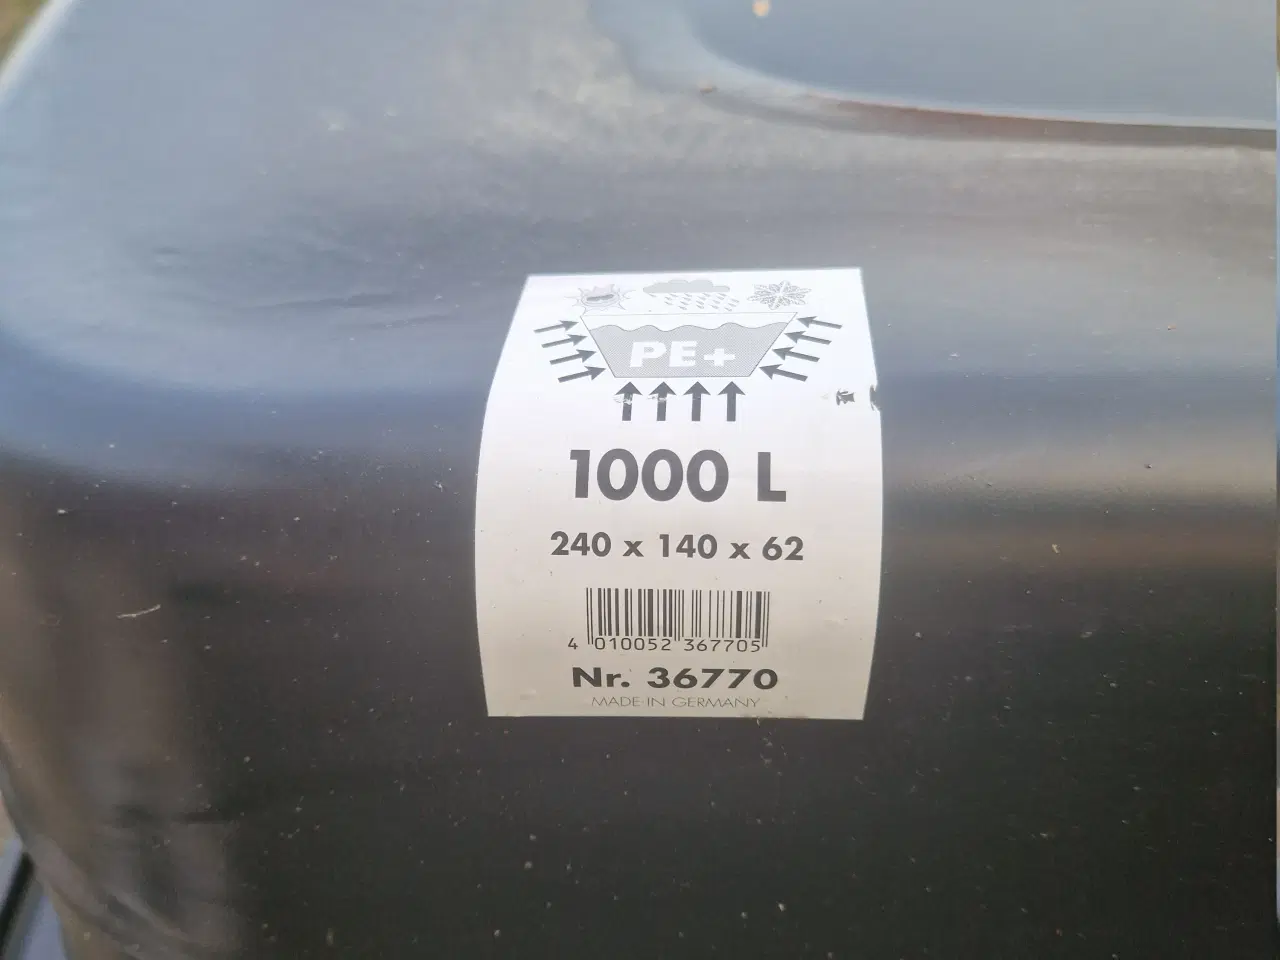 PE+
1000 L
240 x 140 x 62
4 010052 367705
Nr. 36770
MADE IN GERMANY